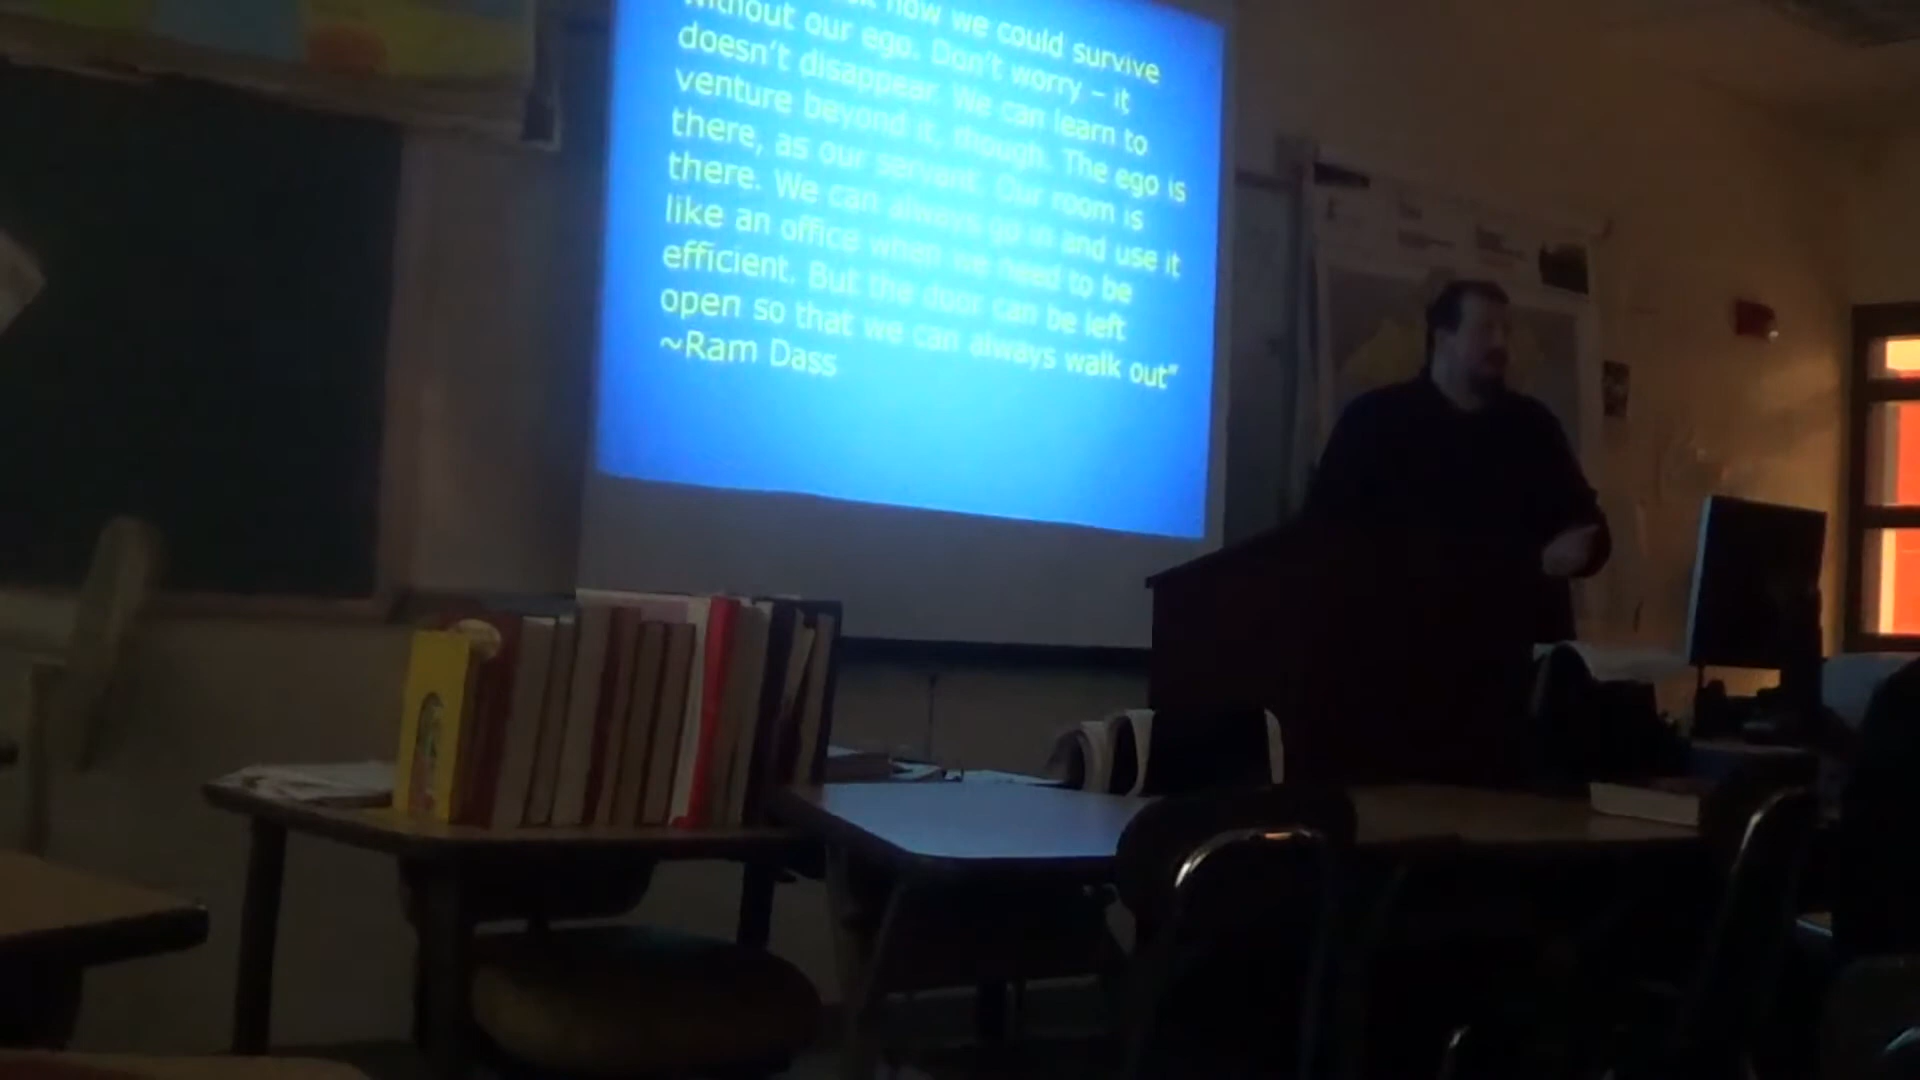 how we could survive
without our ego. Don't worry – it
doesn't disappear. We can learn to
venture beyond it, though. The ego is
there, as our servant. Our room is
there. We can always go in and use it
like an office when we need to be
efficient. But the door can be left
open so that we can always walk out"
~Ram Dass